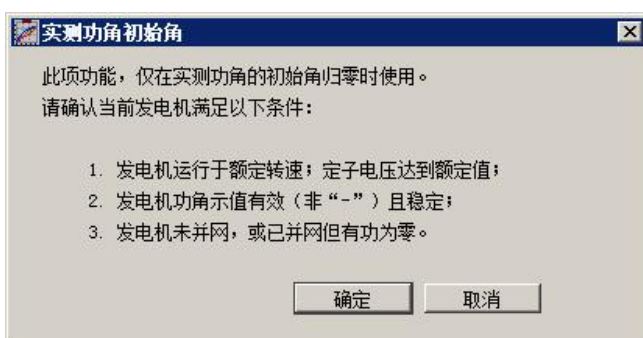 实测功角初始角
此项功能，仅在实测功角的初始角归零时使用。
请确认当前发电机满足以下条件：
1. 发电机运行于额定转速；定子电压达到额定值；
2. 发电机功角示值有效（非“-”）且稳定；
3. 发电机未并网，或已并网但有功为零。
确定 取消